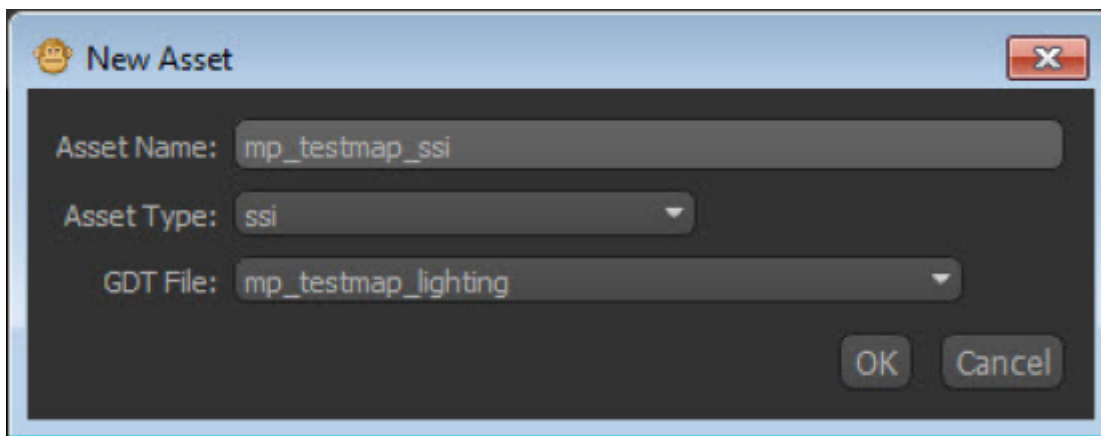 New Asset
Asset Name: mp_testmap_ssi
Asset Type: ssi
GDT File: mp_testmap_lighting
OK Cancel